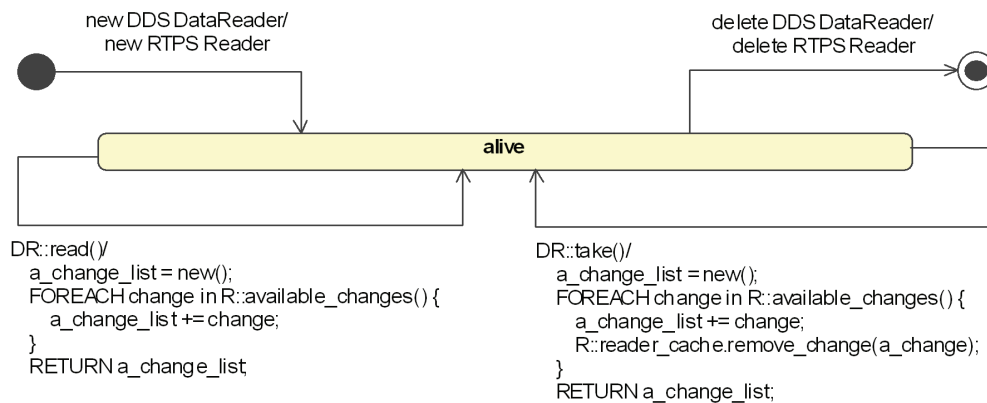 new DDS DataReader/
new RTPS Reader
delete DDS DataReader/
delete RTPS Reader
alive
DR::read()/
a_change_list = new();
FOREACH change in R::available_changes() {
a_change_list += change;
}
RETURN a_change_list;
DR::take()/
a_change_list = new();
FOREACH change in R::available_changes() {
a_change_list += change;
R::reader_cache.remove_change(a_change);
}
RETURN a_change_list;